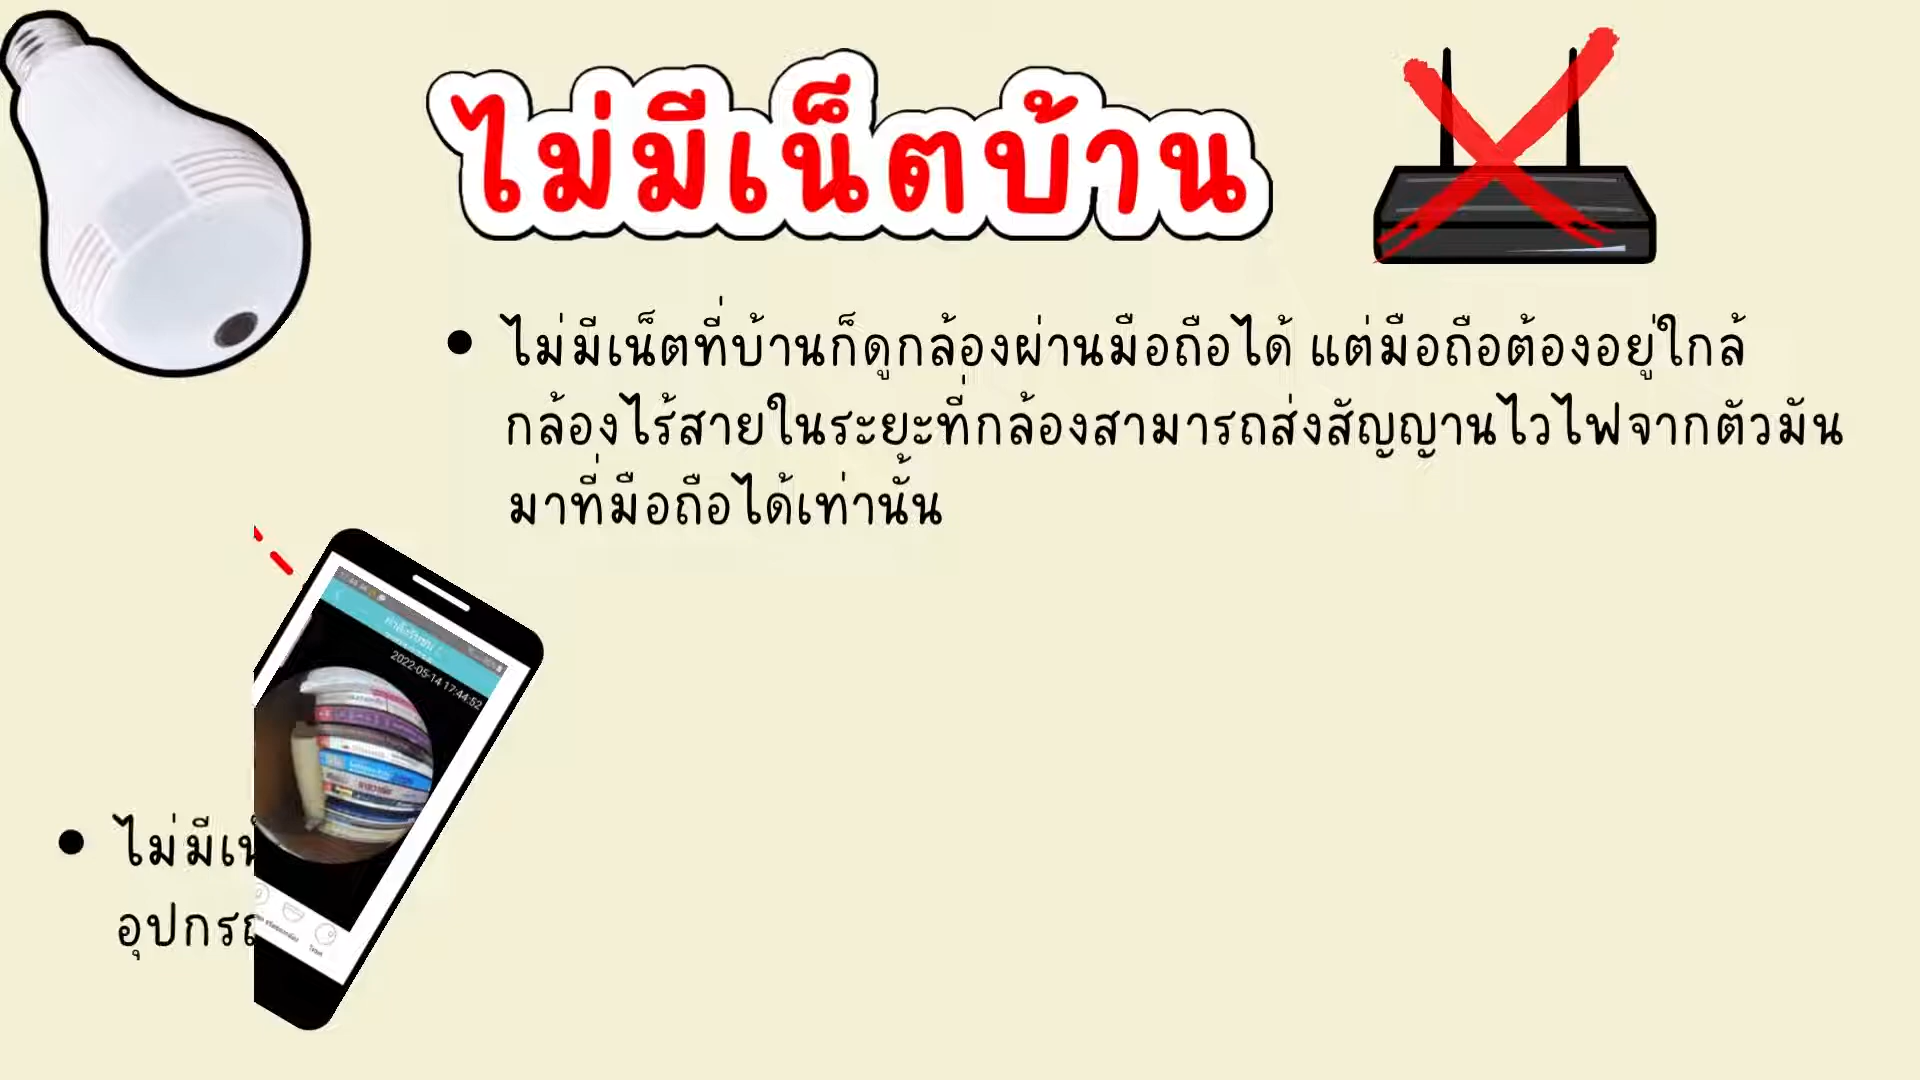 ไม่มีเน็ตบ้าน
ไม่มีเน็ตที่บ้านก็ดูกล้องผ่านมือถือได้ แต่มือถือต้องอยู่ใกล้
กล้องไร้สายในระยะที่กล้องสามารถส่งสัญญานไวไฟจากตัวมัน
มาที่มือถือได้เท่านั้น
2022-05-14 17:44:52
ไม่มี